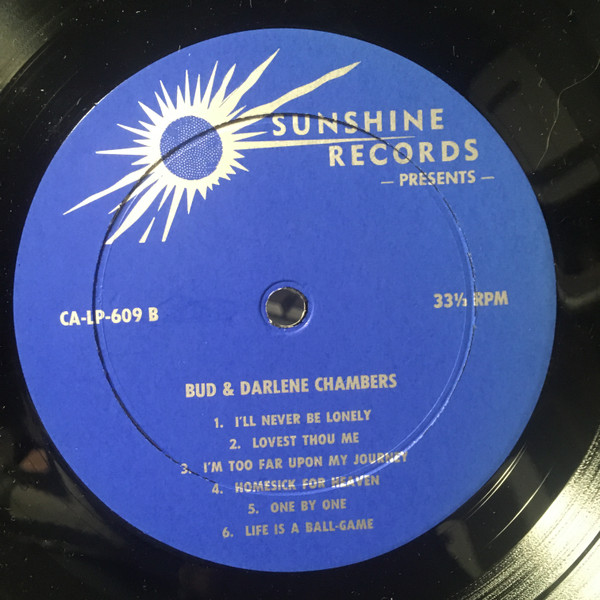 SUNSHINE
RECORDS
— PRESENTS —
CA-LP-609 B
33⅓ RPM
BUD & DARLENE CHAMBERS
1. I'LL NEVER BE LONELY
2. LOVEST THOU ME
3. I'M TOO FAR UPON MY JOURNEY
4. HOMESICK FOR HEAVEN
5. ONE BY ONE
6. LIFE IS A BALL-GAME